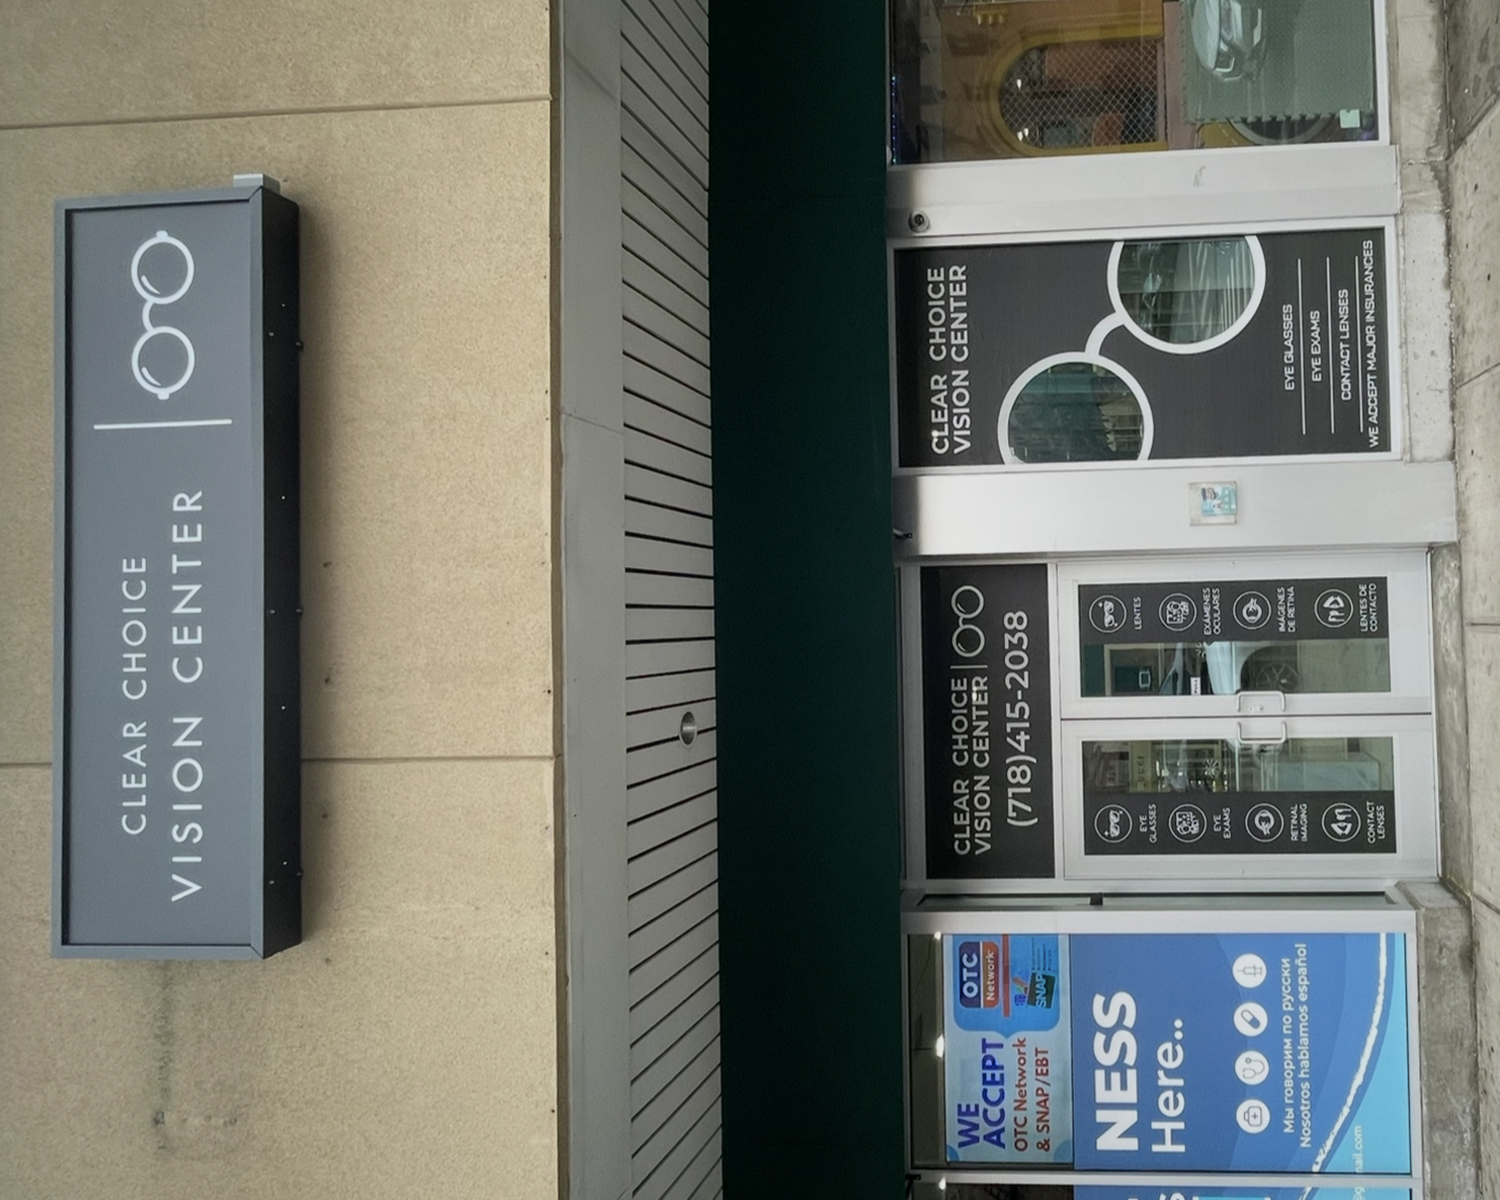 CLEAR CHOICE
VISION CENTER
WE
ACCEPT
OTC Network
& SNAP/EBT
OTC
Network
SNAP
NESS
Here..
Мы говорим по русски
Nosotros hablamos español
CLEAR CHOICE
VISION CENTER
(718)415-2038
EYE
GLASSES
EYE
EXAMS
RETINAL
IMAGING
CONTACT
LENSES
LENTES
EXÁMENES
OCULARES
IMÁGENES
DE RETINA
LENTES DE
CONTACTO
CLEAR CHOICE
VISION CENTER
EYE GLASSES
EYE EXAMS
CONTACT LENSES
WE ACCEPT MAJOR INSURANCES